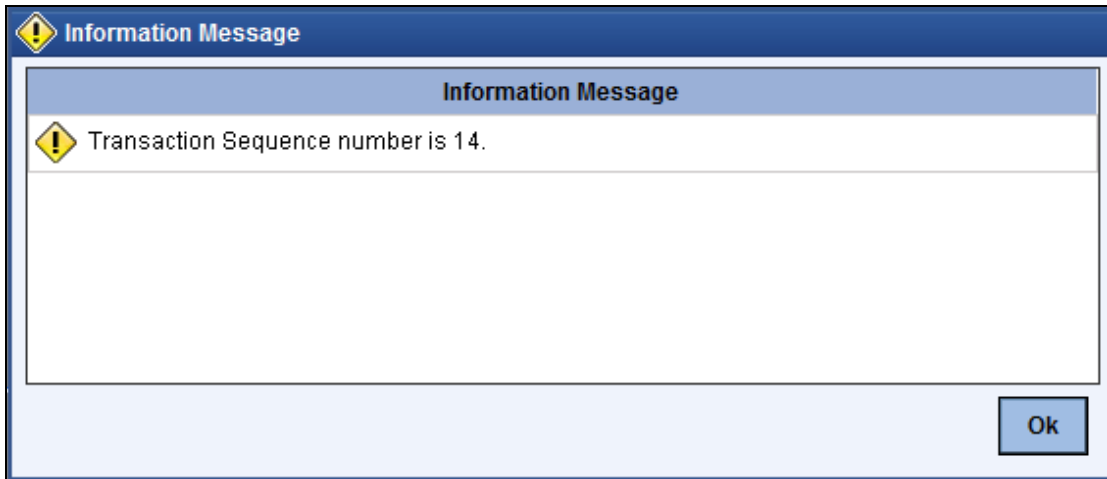 Information Message
Information Message
Transaction Sequence number is 14.
Ok